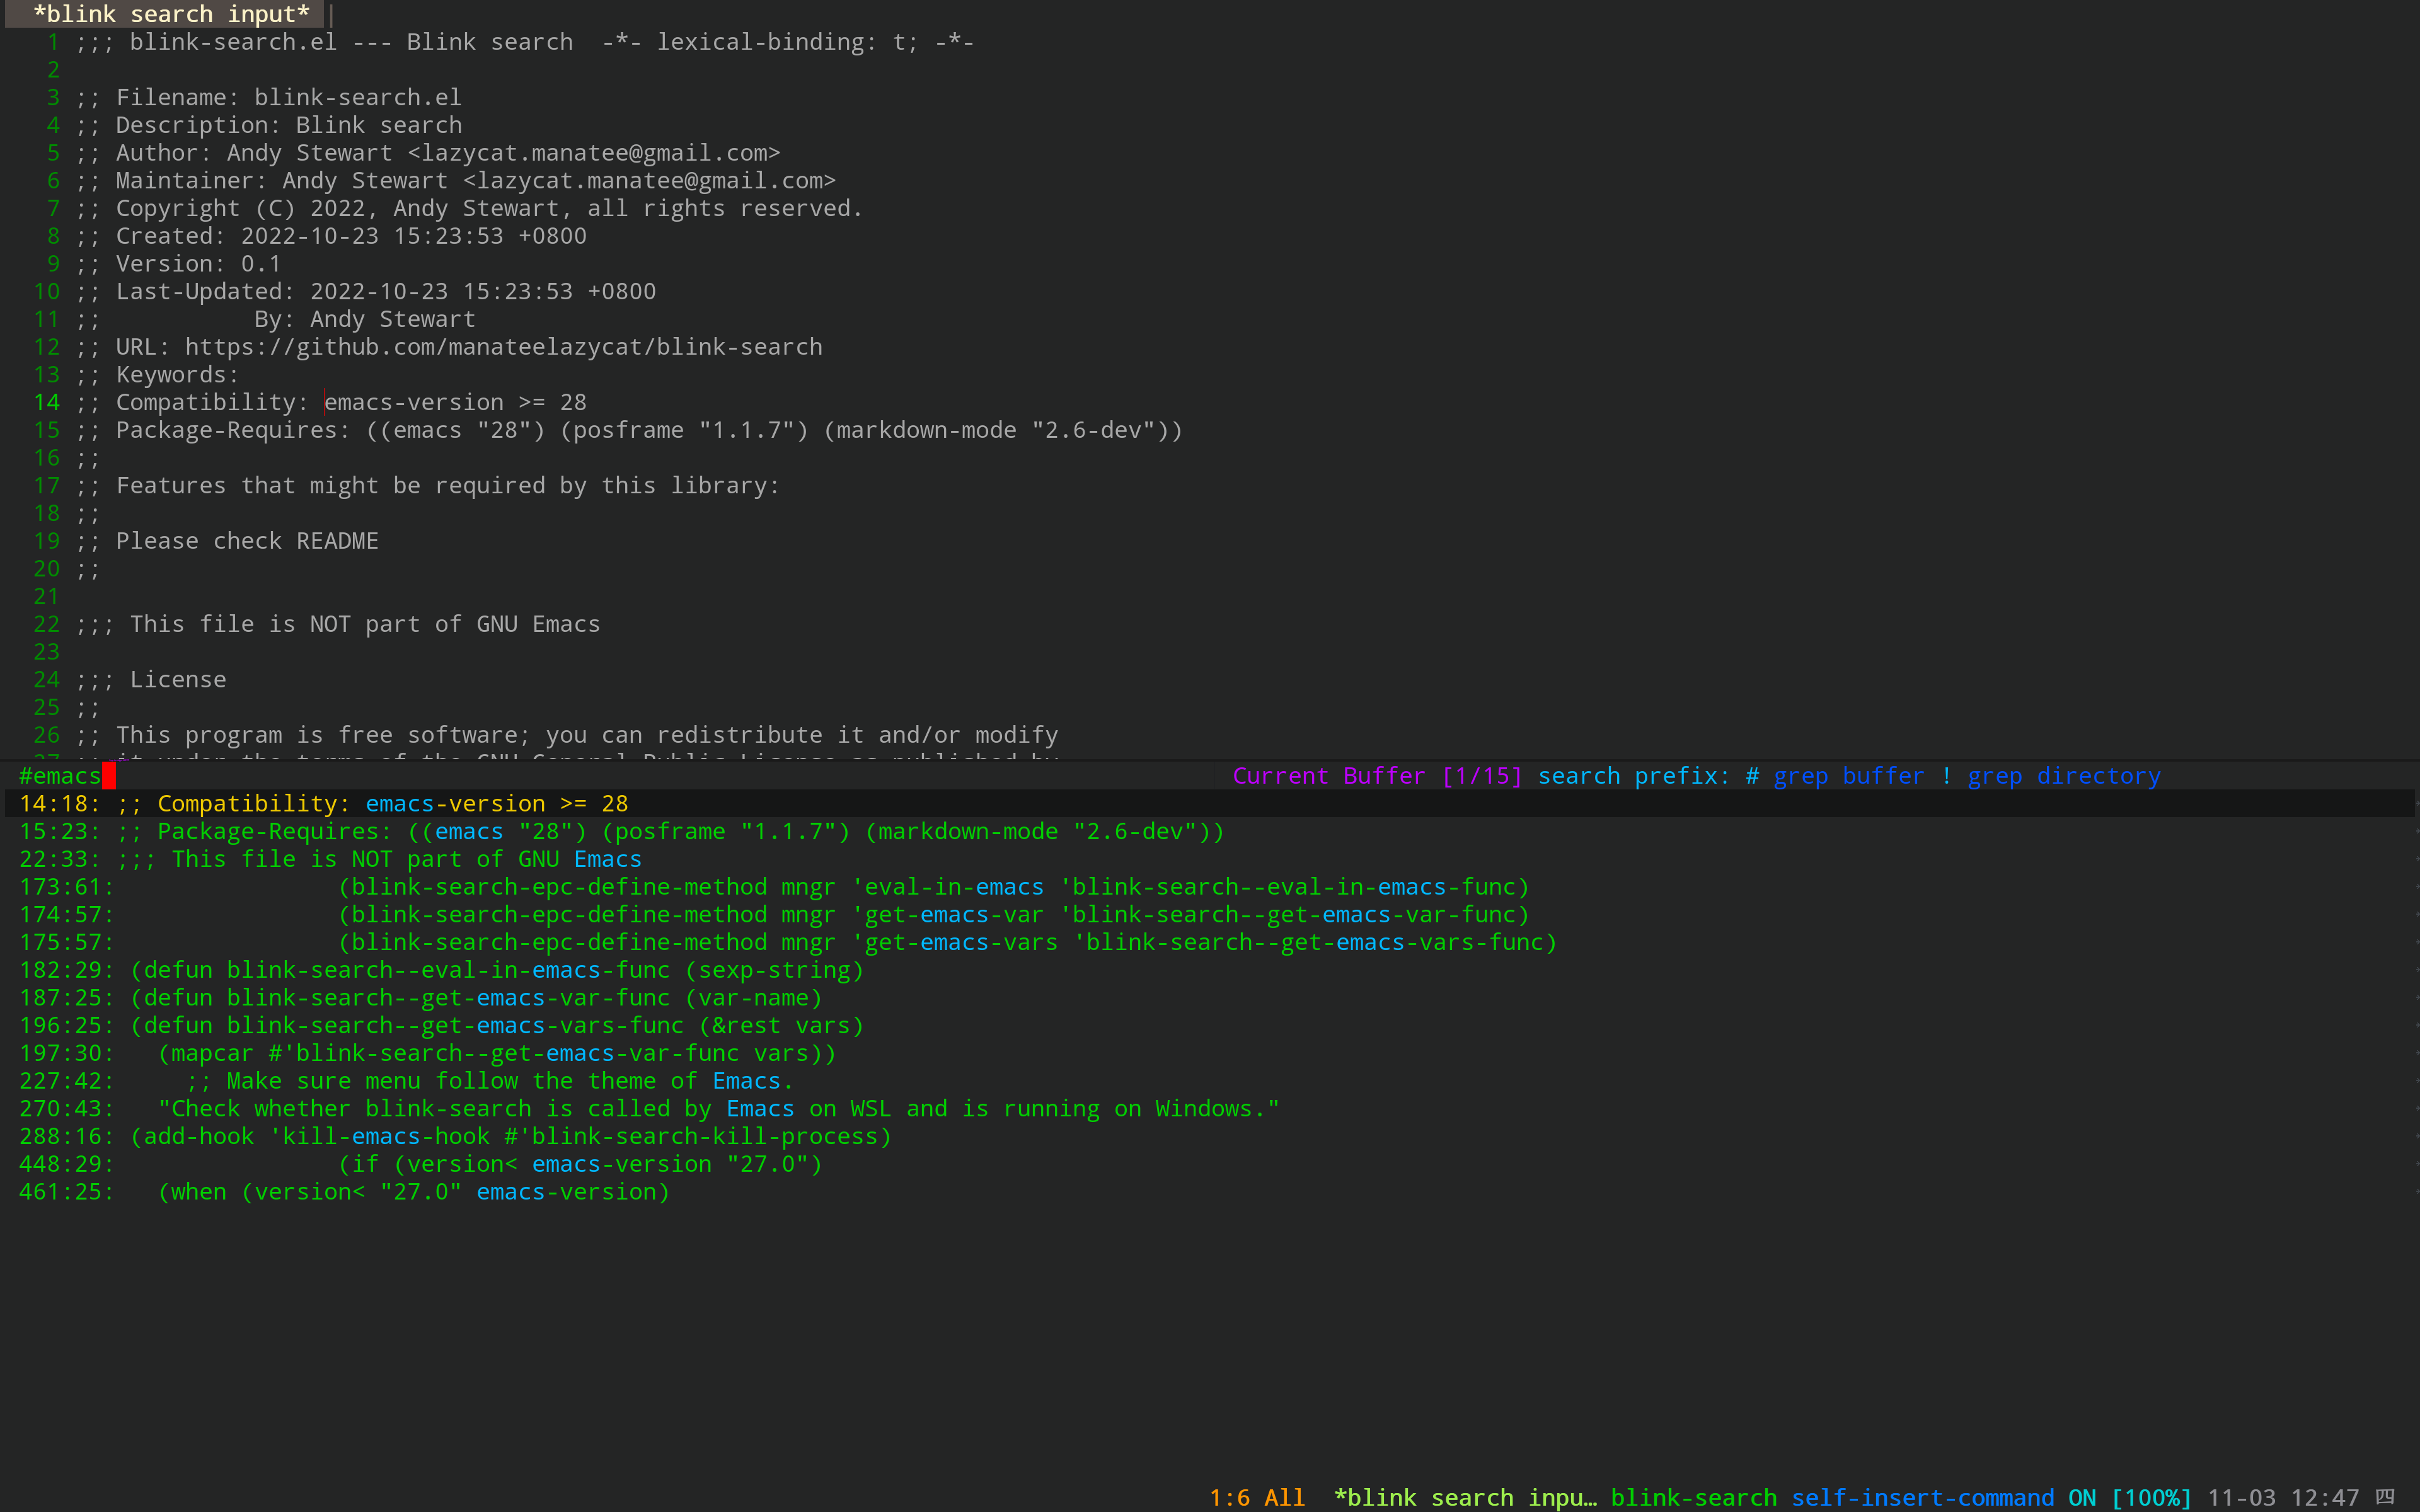 *blink search input*
1 ;;; blink-search.el --- Blink search  -*- lexical-binding: t; -*-
2
3 ;; Filename: blink-search.el
4 ;; Description: Blink search
5 ;; Author: Andy Stewart <lazycat.manatee@gmail.com>
6 ;; Maintainer: Andy Stewart <lazycat.manatee@gmail.com>
7 ;; Copyright (C) 2022, Andy Stewart, all rights reserved.
8 ;; Created: 2022-10-23 15:23:53 +0800
9 ;; Version: 0.1
10 ;; Last-Updated: 2022-10-23 15:23:53 +0800
11 ;;           By: Andy Stewart
12 ;; URL: https://github.com/manateelazycat/blink-search
13 ;; Keywords:
14 ;; Compatibility: emacs-version >= 28
15 ;; Package-Requires: ((emacs "28") (posframe "1.1.7") (markdown-mode "2.6-dev"))
16 ;;
17 ;; Features that might be required by this library:
18 ;;
19 ;; Please check README
20 ;;
21
22 ;;; This file is NOT part of GNU Emacs
23
24 ;;; License
25 ;;
26 ;; This program is free software; you can redistribute it and/or modify
27 ;; it under the terms of the GNU General Public License as published by
#emacs Current Buffer [1/15] search prefix: # grep buffer ! grep directory
14:18: ;; Compatibility: emacs-version >= 28
15:23: ;; Package-Requires: ((emacs "28") (posframe "1.1.7") (markdown-mode "2.6-dev"))
22:33: ;;; This file is NOT part of GNU Emacs
173:61:                (blink-search-epc-define-method mngr 'eval-in-emacs 'blink-search--eval-in-emacs-func)
174:57:                (blink-search-epc-define-method mngr 'get-emacs-var 'blink-search--get-emacs-var-func)
175:57:                (blink-search-epc-define-method mngr 'get-emacs-vars 'blink-search--get-emacs-vars-func)
182:29: (defun blink-search--eval-in-emacs-func (sexp-string)
187:25: (defun blink-search--get-emacs-var-func (var-name)
196:25: (defun blink-search--get-emacs-vars-func (&rest vars)
197:30:   (mapcar #'blink-search--get-emacs-var-func vars))
227:42:     ;; Make sure menu follow the theme of Emacs.
270:43:   "Check whether blink-search is called by Emacs on WSL and is running on Windows."
288:16: (add-hook 'kill-emacs-hook #'blink-search-kill-process)
448:29:                (if (version< emacs-version "27.0")
461:25:   (when (version< "27.0" emacs-version)
1:6 All  *blink search inpu… blink-search self-insert-command ON [100%] 11-03 12:47 四